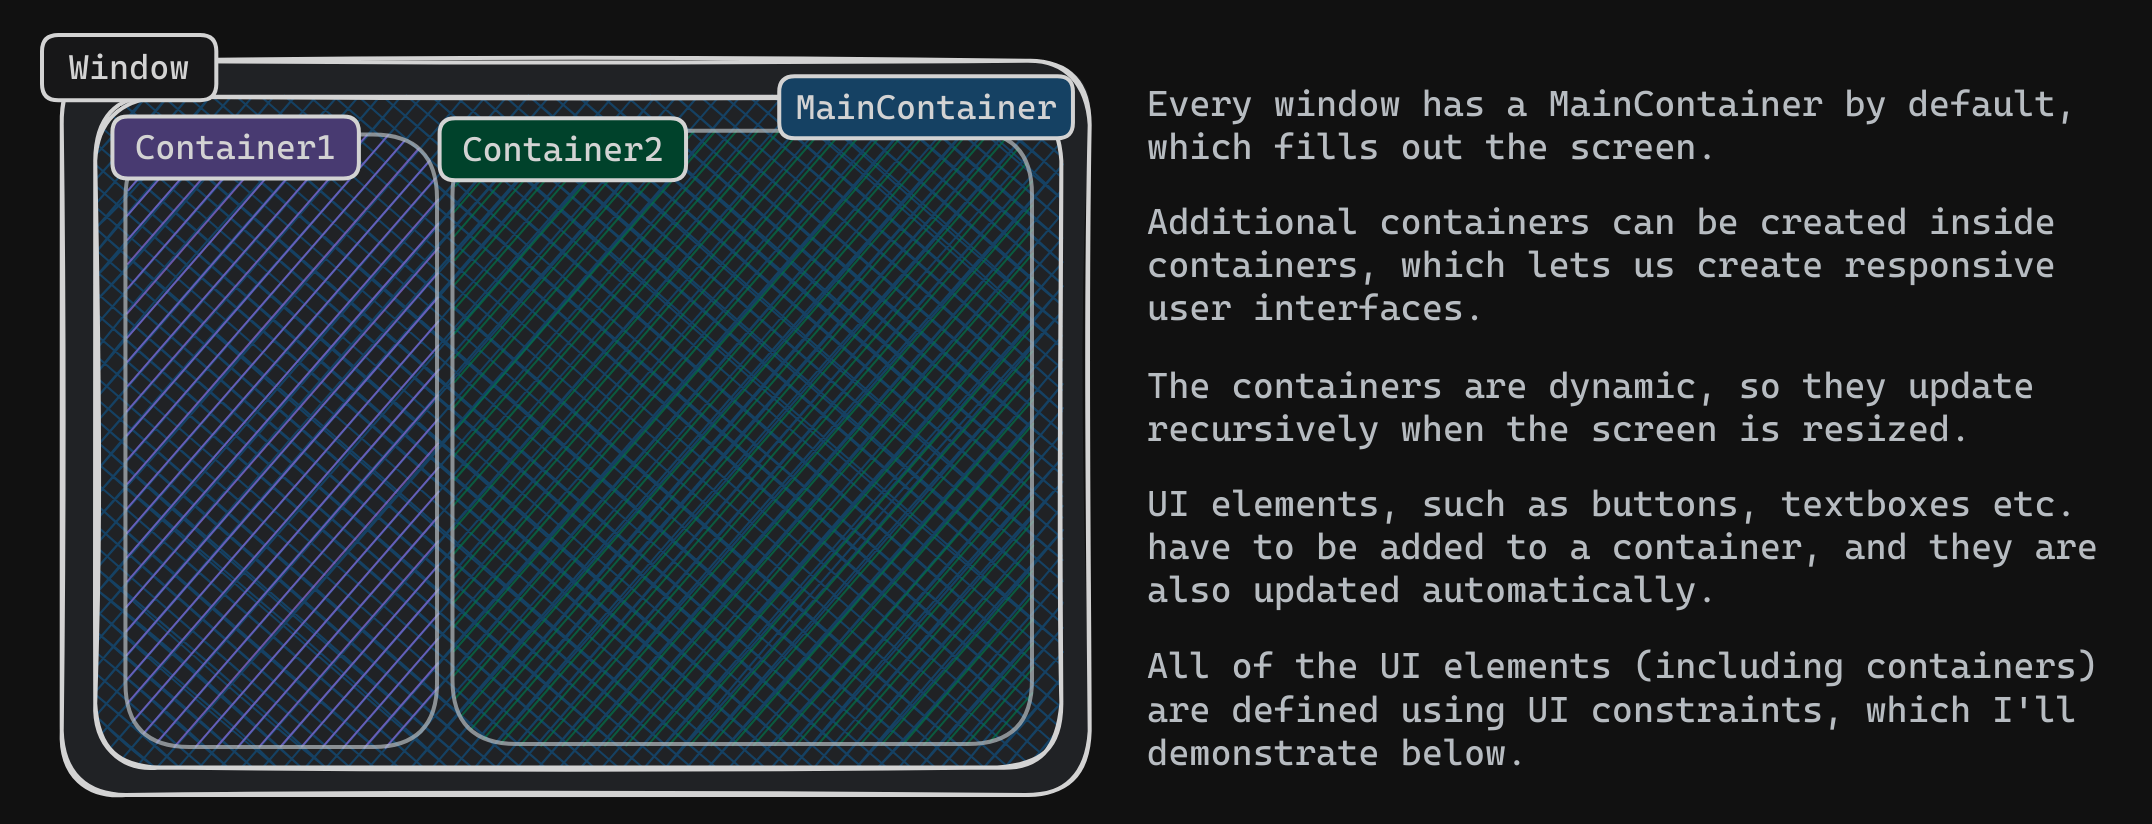 Window
MainContainer
Container1
Container2
Every window has a MainContainer by default,
which fills out the screen.
Additional containers can be created inside
containers, which lets us create responsive
user interfaces.
The containers are dynamic, so they update
recursively when the screen is resized.
UI elements, such as buttons, textboxes etc.
have to be added to a container, and they are
also updated automatically.
All of the UI elements (including containers)
are defined using UI constraints, which I'll
demonstrate below.